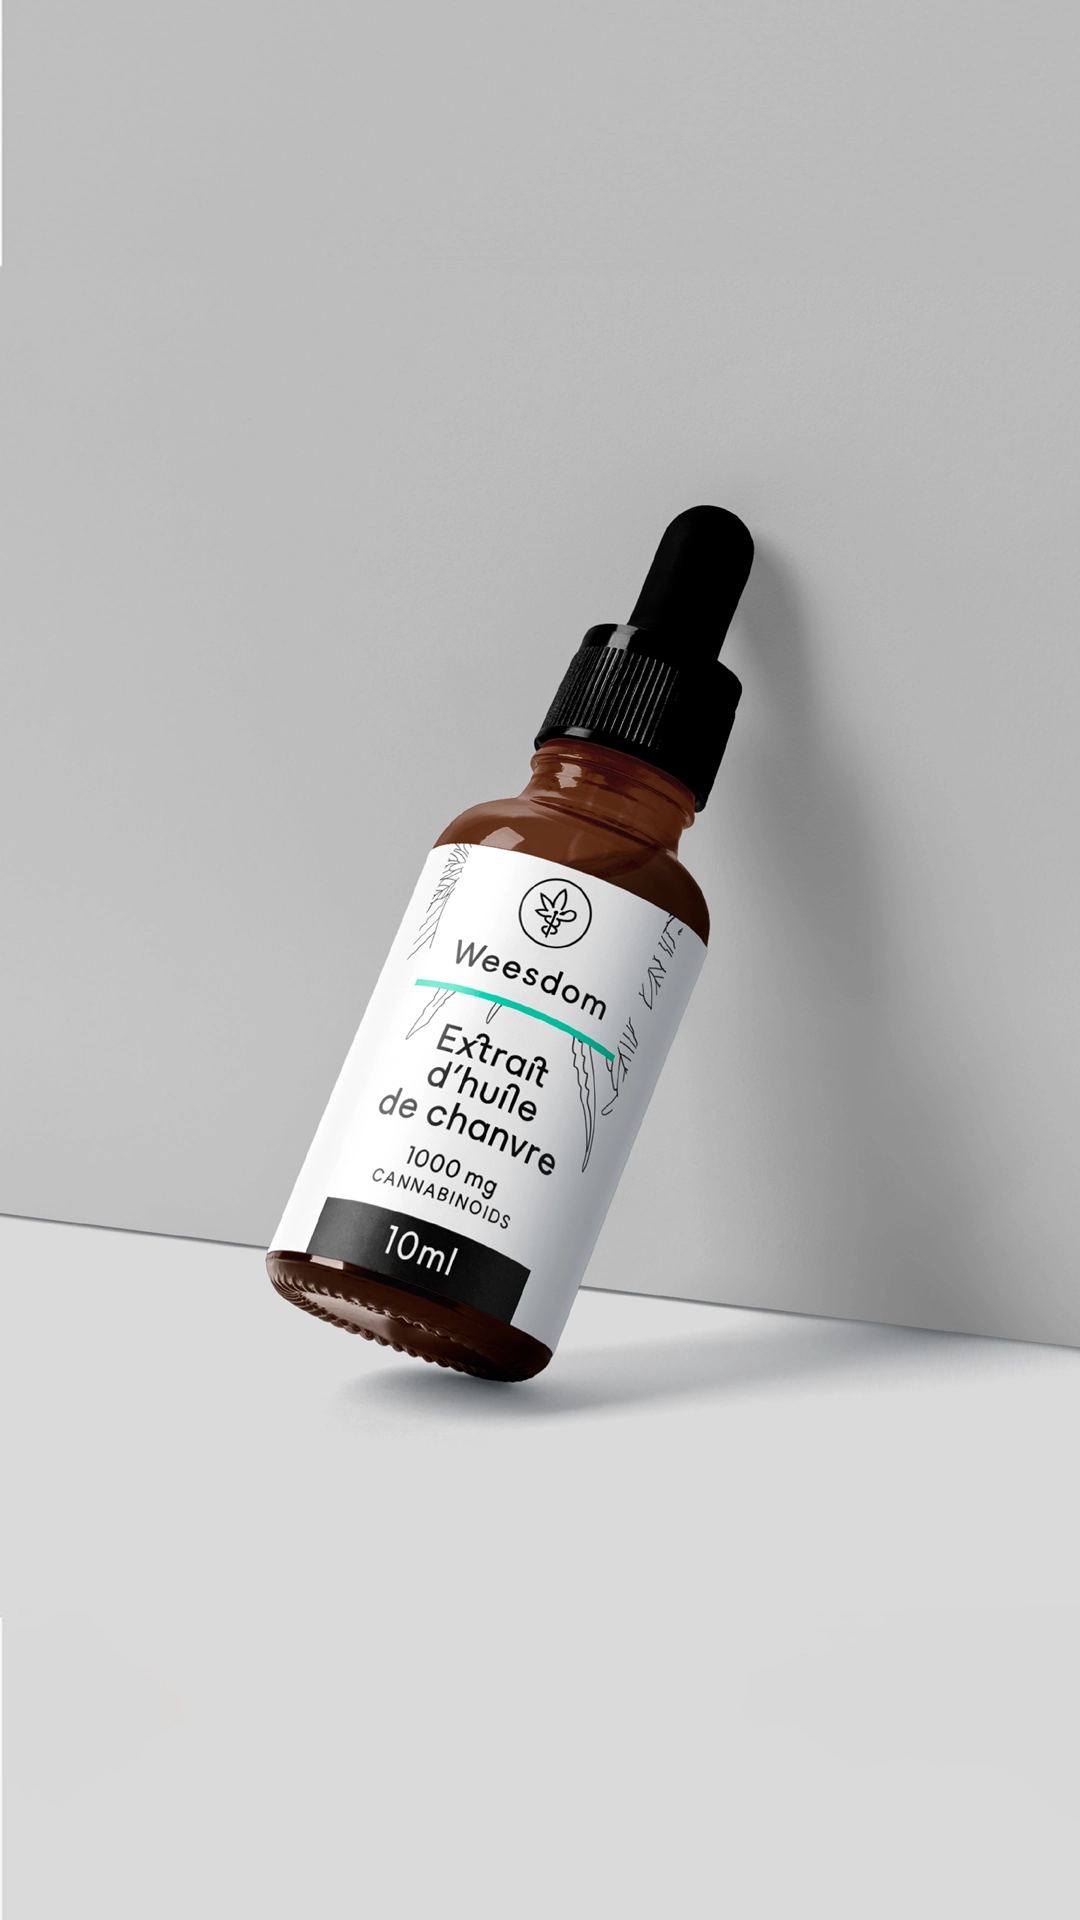 Weesdom
Extrait
d'huile
de chanvre
1000 mg
CANNABINOIDS
10ml